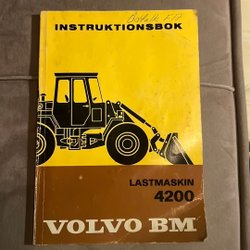 INSTRUKTIONSBOK
LASTMASKIN
4200
VOLVO BM